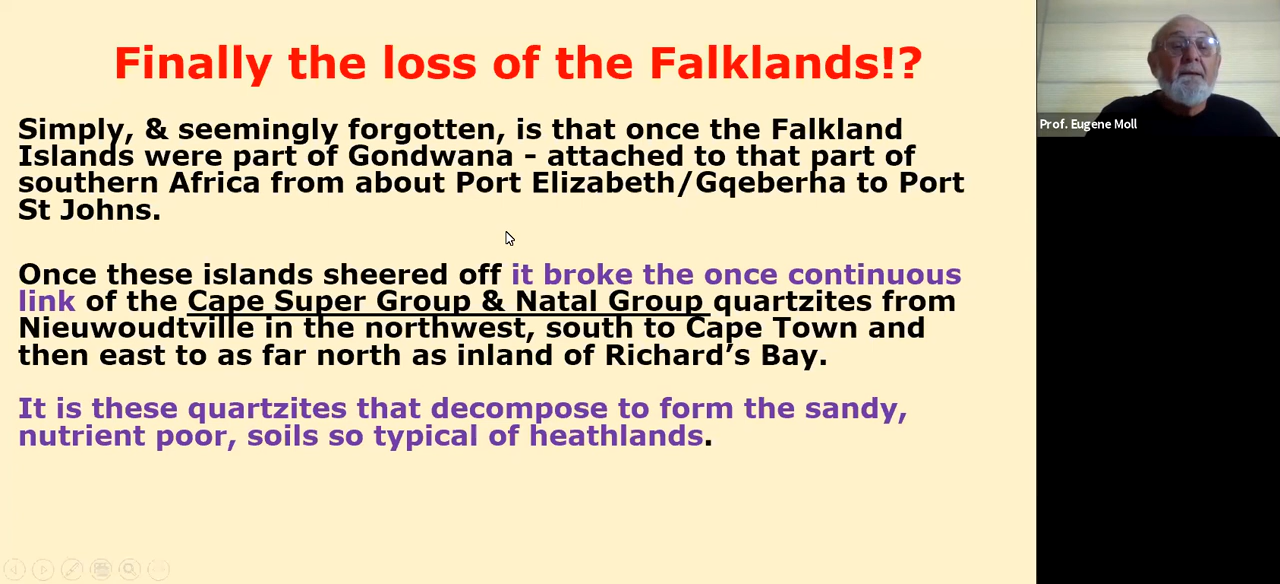 Finally the loss of the Falklands!?
Prof. Eugene Moll
Simply, & seemingly forgotten, is that once the Falkland
Islands were part of Gondwana - attached to that part of
southern Africa from about Port Elizabeth/Gqeberha to Port
St Johns.
Once these islands sheered off it broke the once continuous
link of the Cape Super Group & Natal Group quartzites from
Nieuwoudtville in the northwest, south to Cape Town and
then east to as far north as inland of Richard's Bay.
It is these quartzites that decompose to form the sandy,
nutrient poor, soils so typical of heathlands.